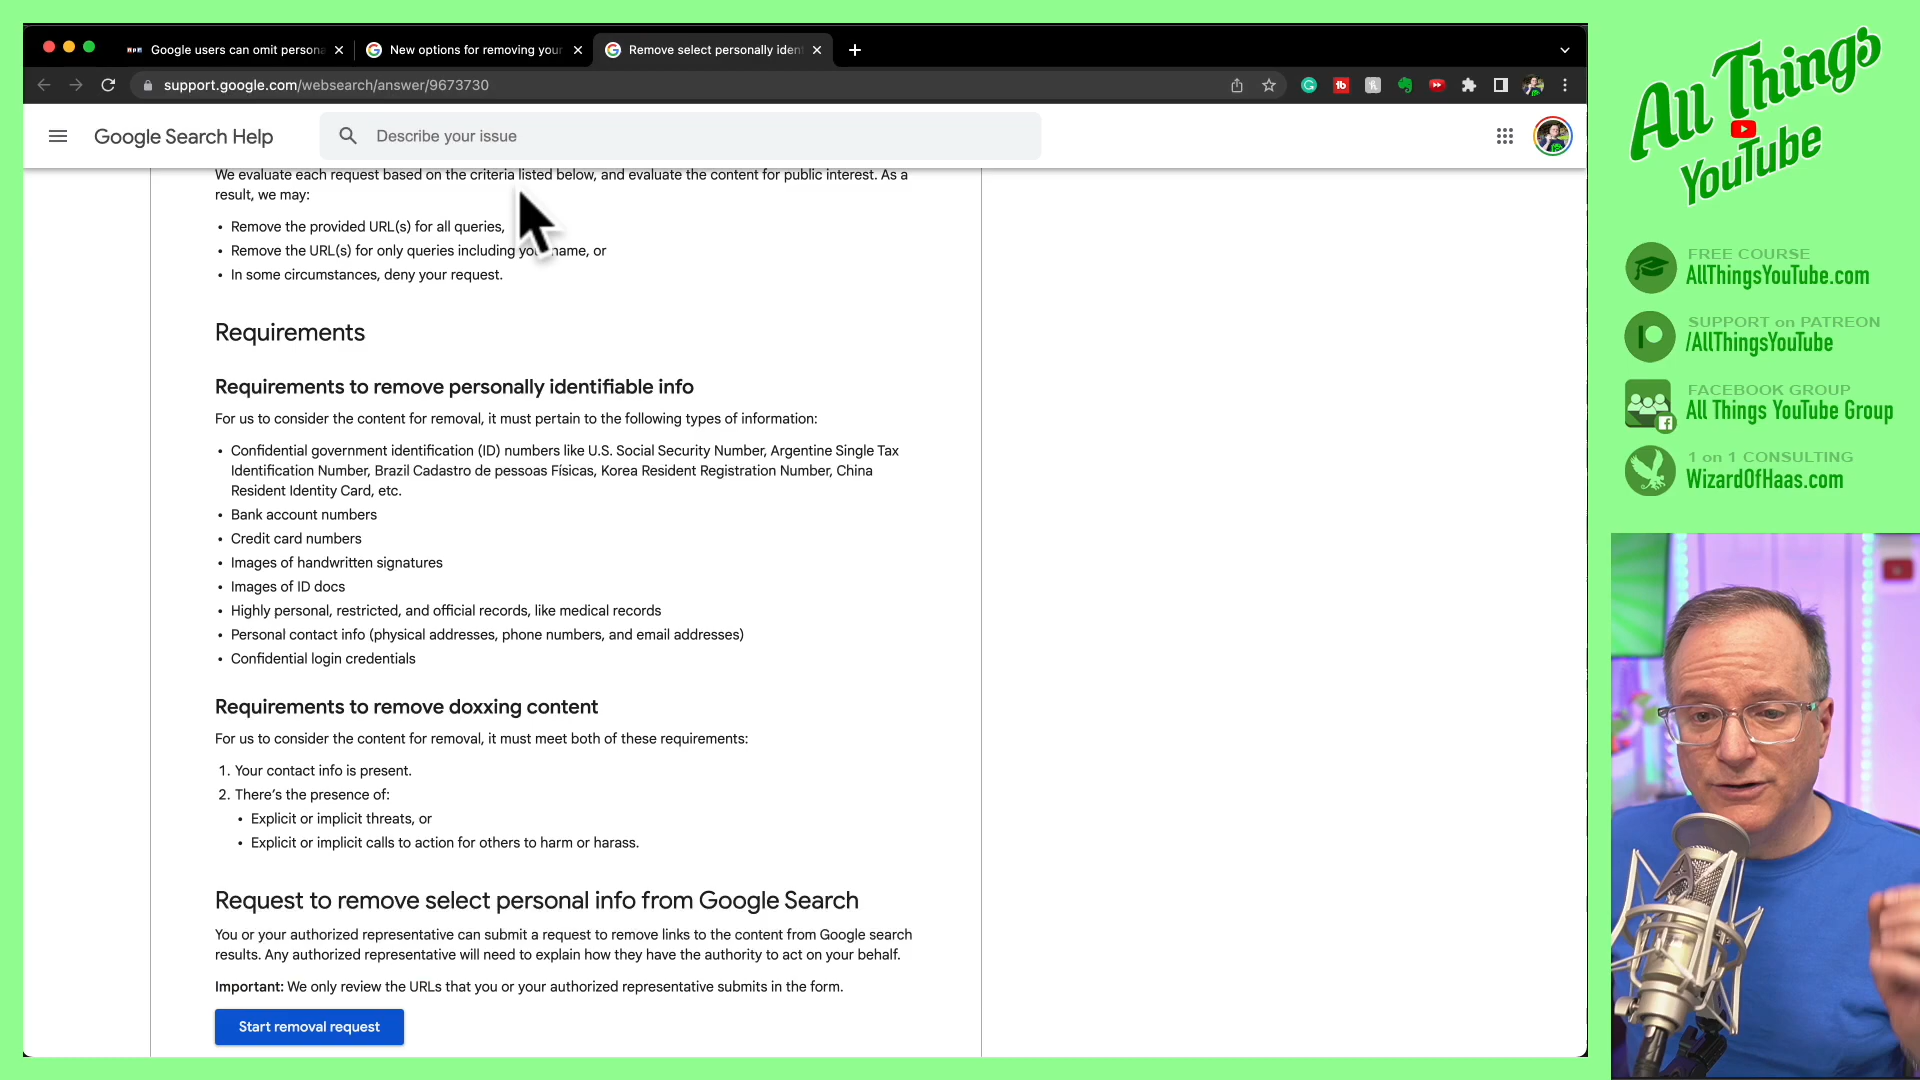 Google users can omit persona
New options for removing your
Remove select personally iden
support.google.com/websearch/answer/9673730
Google Search Help
Describe your issue
We evaluate each request based on the criteria listed below, and evaluate the content for public interest. As a
result, we may:
• Remove the provided URL(s) for all queries,
• Remove the URL(s) for only queries including name, or
• In some circumstances, deny your request.
Requirements
Requirements to remove personally identifiable info
For us to consider the content for removal, it must pertain to the following types of information:
• Confidential government identification (ID) numbers like U.S. Social Security Number, Argentine Single Tax
Identification Number, Brazil Cadastro de pessoas Físicas, Korea Resident Registration Number, China
Resident Identity Card, etc.
• Bank account numbers
• Credit card numbers
• Images of handwritten signatures
• Images of ID docs
• Highly personal, restricted, and official records, like medical records
• Personal contact info (physical addresses, phone numbers, and email addresses)
• Confidential login credentials
Requirements to remove doxxing content
For us to consider the content for removal, it must meet both of these requirements:
1. Your contact info is present.
2. There's the presence of:
• Explicit or implicit threats, or
• Explicit or implicit calls to action for others to harm or harass.
Request to remove select personal info from Google Search
You or your authorized representative can submit a request to remove links to the content from Google search
results. Any authorized representative will need to explain how they have the authority to act on your behalf.
Important: We only review the URLs that you or your authorized representative submits in the form.
Start removal request
All Things
YouTube
FREE COURSE
AllThingsYouTube.com
SUPPORT on PATREON
/AllThingsYouTube
FACEBOOK GROUP
All Things YouTube Group
1 on 1 CONSULTING
WizardOfHaas.com